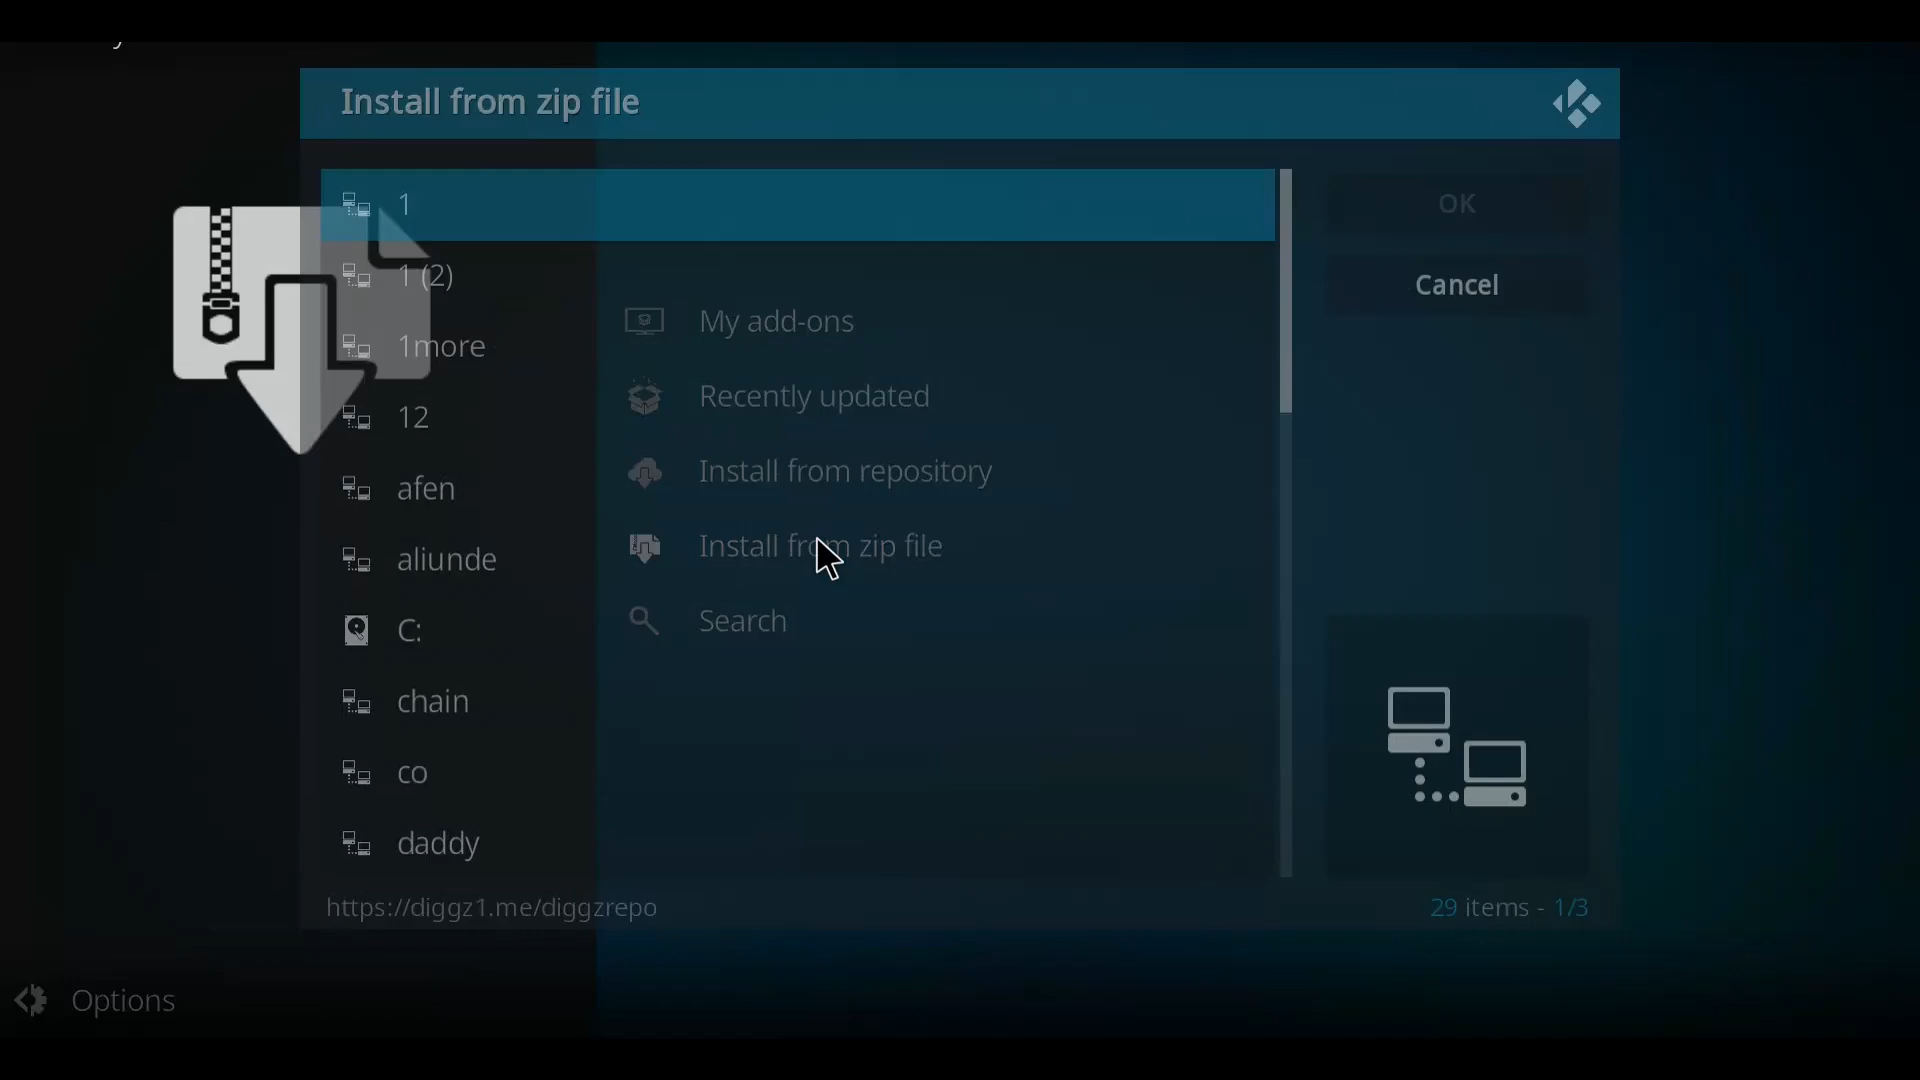 y
Install from zip file
1
1 (2)
1more
12
afen
aliunde
C:
chain
co
daddy
OK
Cancel
My add-ons
Recently updated
Install from repository
Install from zip file
Search
https://diggz1.me/diggzrepo
29 items - 1/3
Options